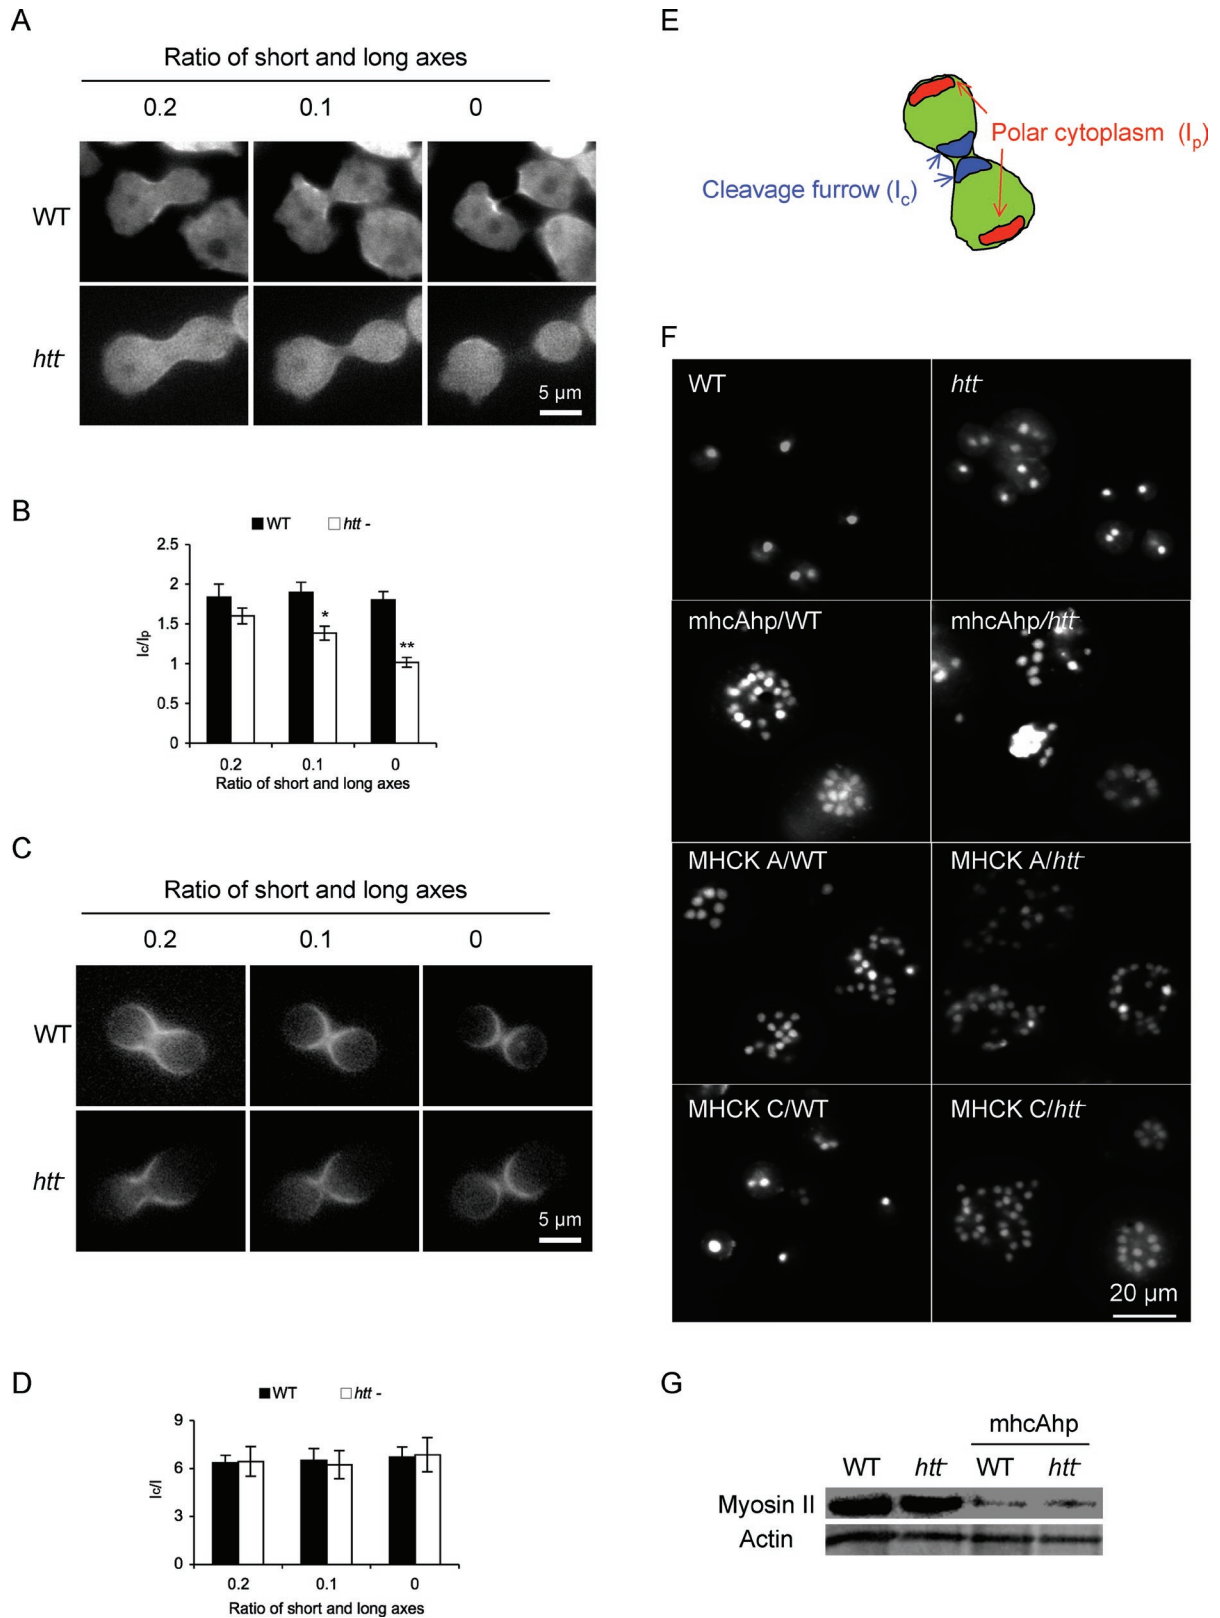 A
Ratio of short and long axes
0.2 0.1 0
WT
htt-
5 µm
B
WT htt -
2.5
2
1.5
1
0.5
0
Ic/Ip
*
**
0.2 0.1 0
Ratio of short and long axes
C
Ratio of short and long axes
0.2 0.1 0
WT
htt-
5 µm
D
WT htt -
9
6
3
0
Ic/I
0.2 0.1 0
Ratio of short and long axes
E
Polar cytoplasm (Ip)
Cleavage furrow (Ic)
F
WT htt-
mhcAhp/WT mhcAhp/htt-
MHCK A/WT MHCK A/htt-
MHCK C/WT MHCK C/htt-
20 µm
G
mhcAhp
WT htt- WT htt-
Myosin II
Actin